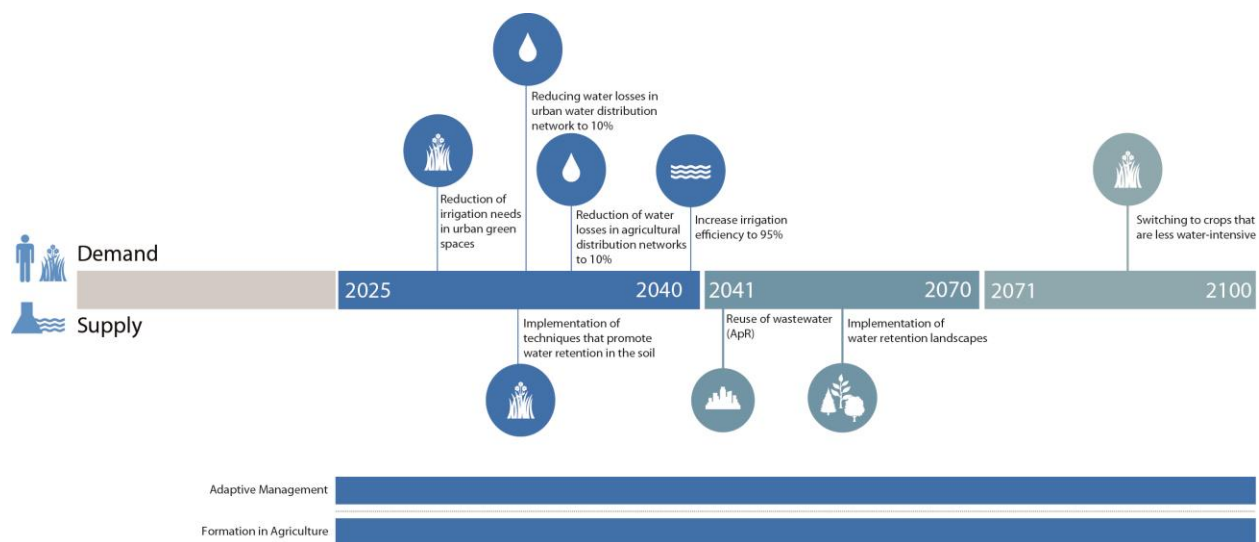 Reducing water losses in
urban water distribution
network to 10%
Reduction of
irrigation needs
in urban green
spaces
Reduction of water
losses in agricultural
distribution networks
to 10%
Increase irrigation
efficiency to 95%
Switching to crops that
are less water-intensive
Demand
2025
2040
2041
2070
2071
2100
Supply
Implementation of
techniques that promote
water retention in the soil
Reuse of wastewater
(ApR)
Implementation of
water retention landscapes
Adaptive Management
Formation in Agriculture